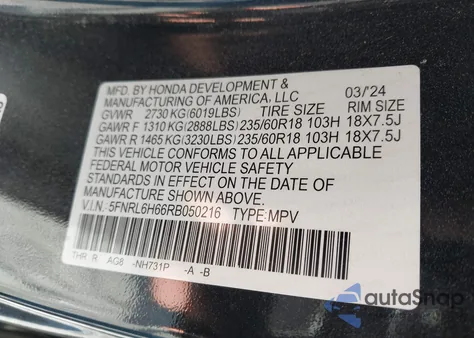 MFD. BY HONDA DEVELOPMENT &
MANUFACTURING OF AMERICA, LLC 03/'24
GVWR 2730 KG(6019LBS) TIRE SIZE RIM SIZE
GAWR F 1310 KG(2888LBS) 235/60R18 103H 18X7.5J
GAWR R 1465 KG(3230LBS) 235/60R18 103H 18X7.5J
THIS VEHICLE CONFORMS TO ALL APPLICABLE
FEDERAL MOTOR VEHICLE SAFETY
STANDARDS IN EFFECT ON THE DATE OF
MANUFACTURE SHOWN ABOVE.
V.I.N. 5FNRL6H66RB050216 TYPE:MPV
THR R AG8 -NH731P -A -B
autoSnap